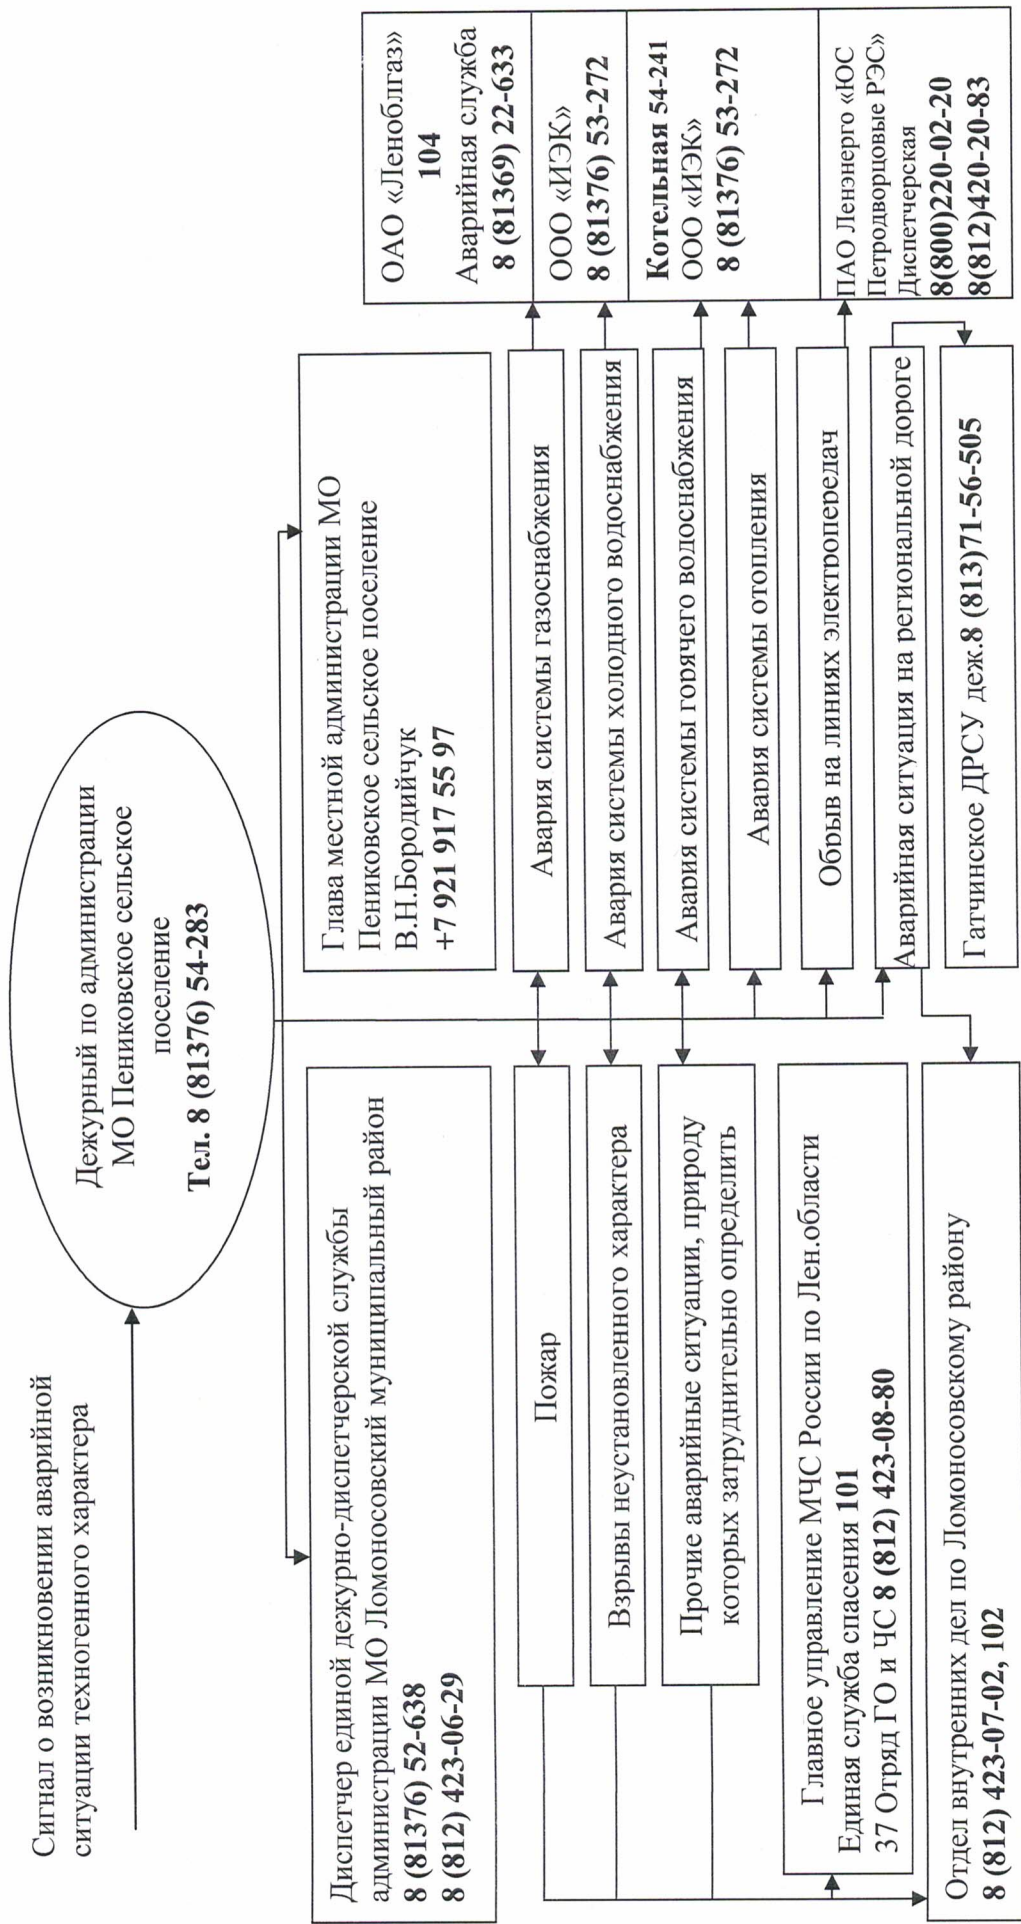 Сигнал о возникновении аварийной
ситуации техногенного характера
Дежурный по администрации
МО Пениковское сельское
поселение
Тел. 8 (81376) 54-283
Диспетчер единой дежурно-диспетчерской службы
администрации МО Ломоносовский муниципальный район
8 (81376) 52-638
8 (812) 423-06-29
Глава местной администрации МО
Пениковское сельское поселение
В.Н.Бородийчук
+7 921 917 55 97
Пожар
Взрывы неустановленного характера
Прочие аварийные ситуации, природу
которых затруднительно определить
Главное управление МЧС России по Лен.области
Единая служба спасения 101
37 Отряд ГО и ЧС 8 (812) 423-08-80
Отдел внутренних дел по Ломоносовскому району
8 (812) 423-07-02, 102
Авария системы газоснабжения
Авария системы холодного водоснабжения
Авария системы горячего водоснабжения
Авария системы отопления
Обрыв на линиях электропередач
Аварийная ситуация на региональной дороге
Гатчинское ДРСУ деж.8 (813)71-56-505
ОАО «Леноблгаз»
104
Аварийная служба
8 (81369) 22-633
ООО «ИЭК»
8 (81376) 53-272
Котельная 54-241
ООО «ИЭК»
8 (81376) 53-272
ПАО Ленэнерго «ЮС
Петродворцовые РЭС»
Диспетчерская
8(800)220-02-20
8(812)420-20-83